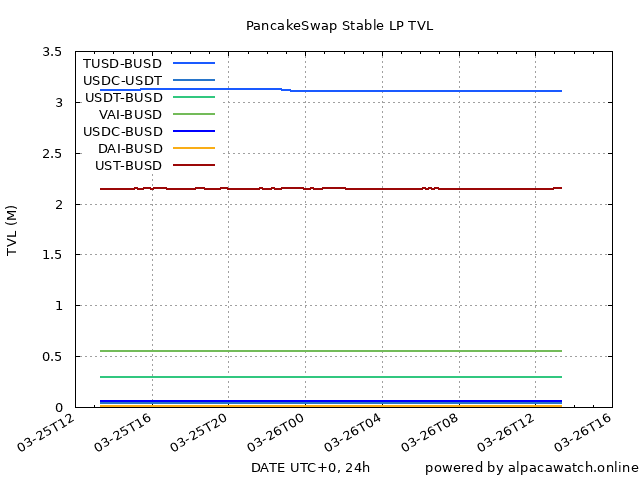 PancakeSwap Stable LP TVL
3.5
3
2.5
2
1.5
1
0.5
0
TVL (M)
TUSD-BUSD
USDC-USDT
USDT-BUSD
VAI-BUSD
USDC-BUSD
DAI-BUSD
UST-BUSD
03-25T12
03-25T16
03-25T20
03-26T00
03-26T04
03-26T08
03-26T12
03-26T16
DATE UTC+0, 24h
powered by alpacawatch.online